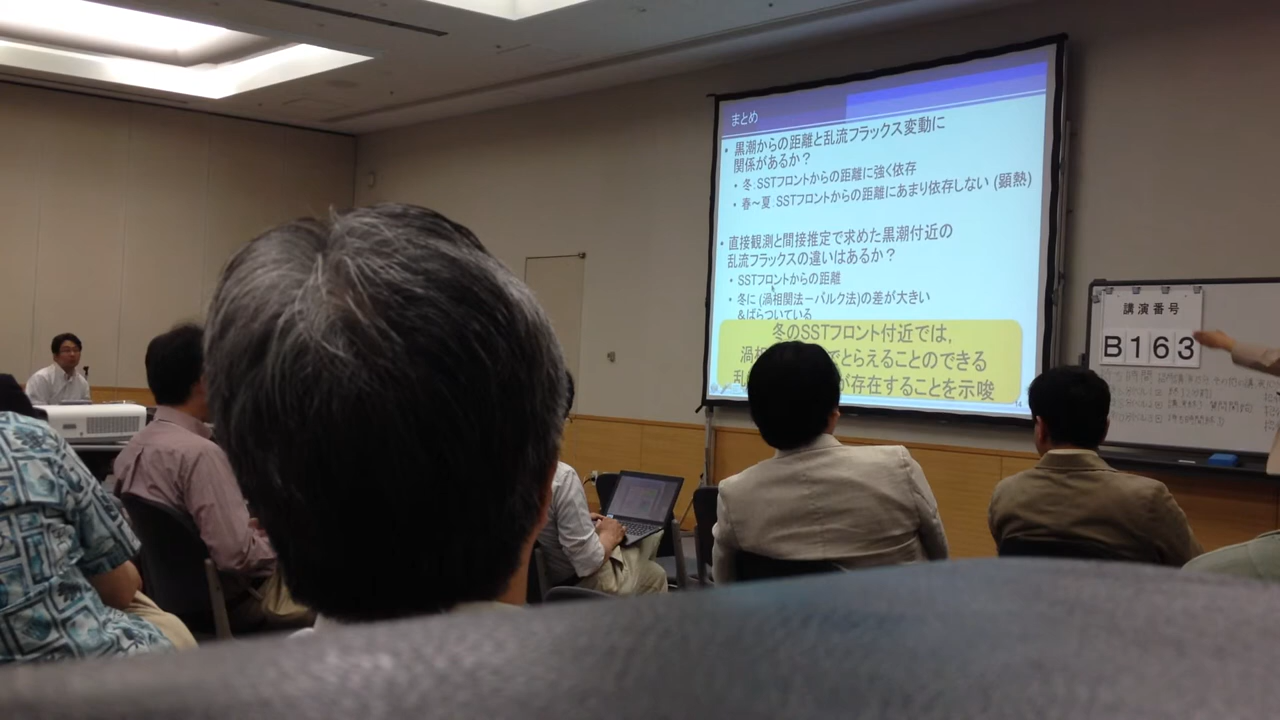 まとめ
・黒潮からの距離と乱流フラックス変動に
関係があるか？
・冬：SSTフロントからの距離に強く依存
・春～夏：SSTフロントからの距離にあまり依存しない (顕熱)
・直接観測と間接推定で求めた黒潮付近の
乱流フラックスの違いはあるか？
・SSTフロントからの距離
・冬に (渦相関法－バルク法)の差が大きい
＆ばらついている
冬のSSTフロント付近では,
渦相 でとらえることのできる
乱 が存在することを示唆
14
講演番号
B163